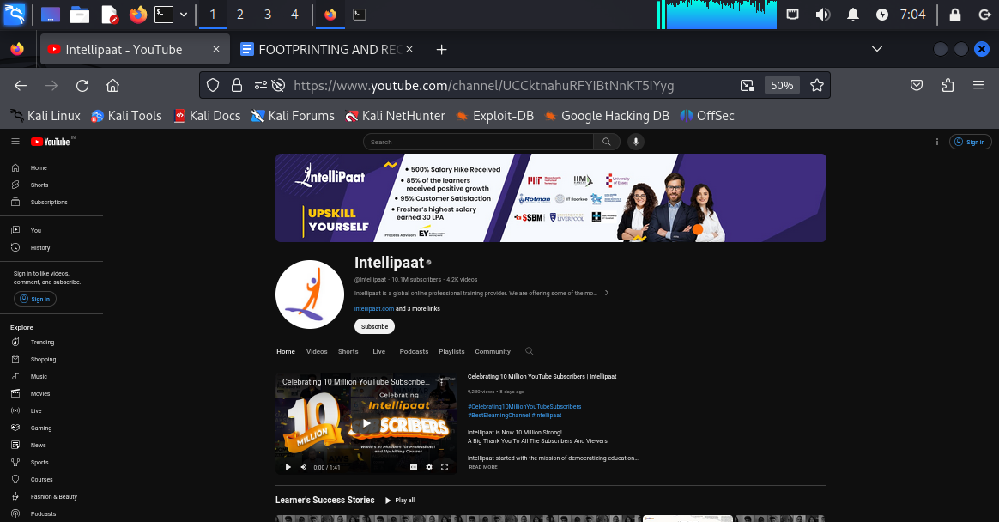 1 2 3 4
7:04
Intellipaat - YouTube
FOOTPRINTING AND REC
https://www.youtube.com/channel/UCCktnahuRFYIBtNnKT5IYyg
50%
Kali Linux Kali Tools Kali Docs Kali Forums Kali NetHunter Exploit-DB Google Hacking DB OffSec
YouTube IN
Search
Sign in
Home
Shorts
Subscriptions
You
History
Sign in to like videos,
comment, and subscribe.
Sign in
Explore
Trending
Shopping
Music
Movies
Live
Gaming
News
Sports
Courses
Fashion & Beauty
Podcasts
INTELLIPAAT
UPSKILL
YOURSELF
• 500% Salary Hike Received
• 85% of the learners
received positive growth
• 95% Customer Satisfaction
• Fresher's highest salary
earned 30 LPA
Process Advisors EY
MIT
IIM
University
of Essex
Rotman
IIT Roorkee
SSBM
UNIVERSITY OF
LIVERPOOL
Intellipaat
@intellipaat · 10.1M subscribers · 4.2K videos
Intellipaat is a global online professional training provider. We are offering some of the mo...
intellipaat.com and 3 more links
Subscribe
Home Videos Shorts Live Podcasts Playlists Community
Celebrating 10 Million YouTube Subscribe...
Celebrating
Intellipaat
10
MILLION
SCRIBERS
World's #1 Platform for Professional
and Upskilling Courses
0:00 / 1:41
Celebrating 10 Million YouTube Subscribers | Intellipaat
9,230 views • 8 days ago
#Celebrating10MillionYouTubeSubscribers
#BestElearningChannel #Intellipaat
Intellipaat is Now 10 Million Strong!
A Big Thank You To All The Subscribers And Viewers
Intellipaat started with the mission of democratizing education...
READ MORE
Learner's Success Stories
Play all